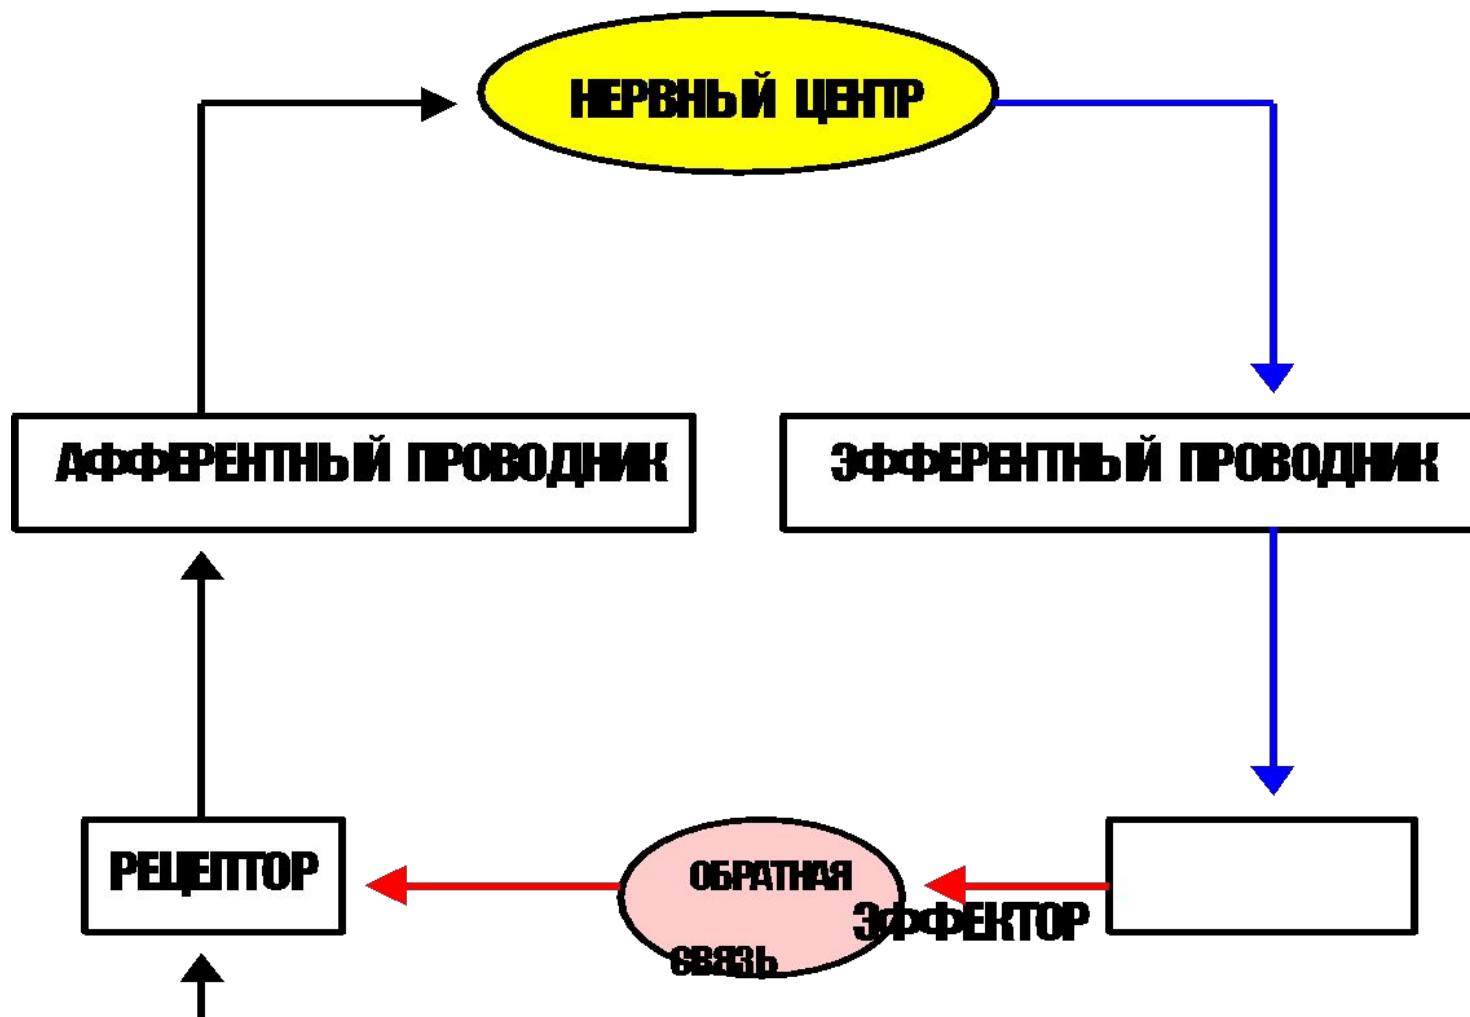 НЕРВНЫЙ ЦЕНТР
АФФЕРЕНТНЫЙ ПРОВОДНИК
ЭФФЕРЕНТНЫЙ ПРОВОДНИК
РЕЦЕПТОР
ОБРАТНАЯ
СВЯЗЬ
ЭФФЕКТОР